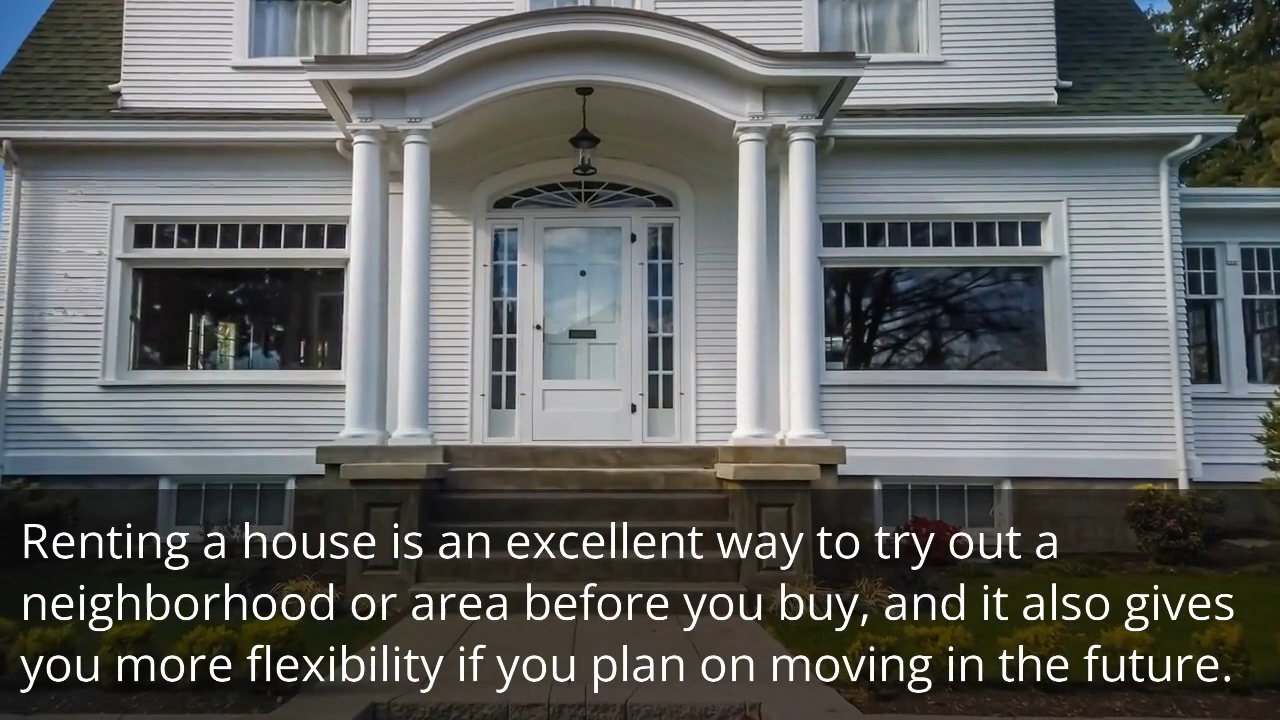 Renting a house is an excellent way to try out a
neighborhood or area before you buy, and it also gives
you more flexibility if you plan on moving in the future.